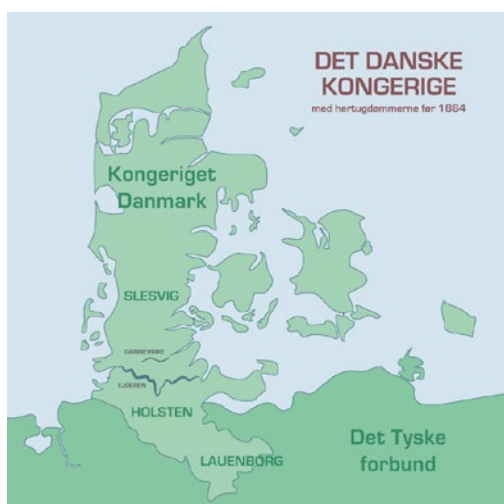 DET DANSKE
KONGERIGE
med hertugdømmerne før 1864
Kongeriget
Danmark
SLESVIG
DANNEVIRKE
EJDEREN
HOLSTEN
LAUENBORG
Det Tyske
forbund